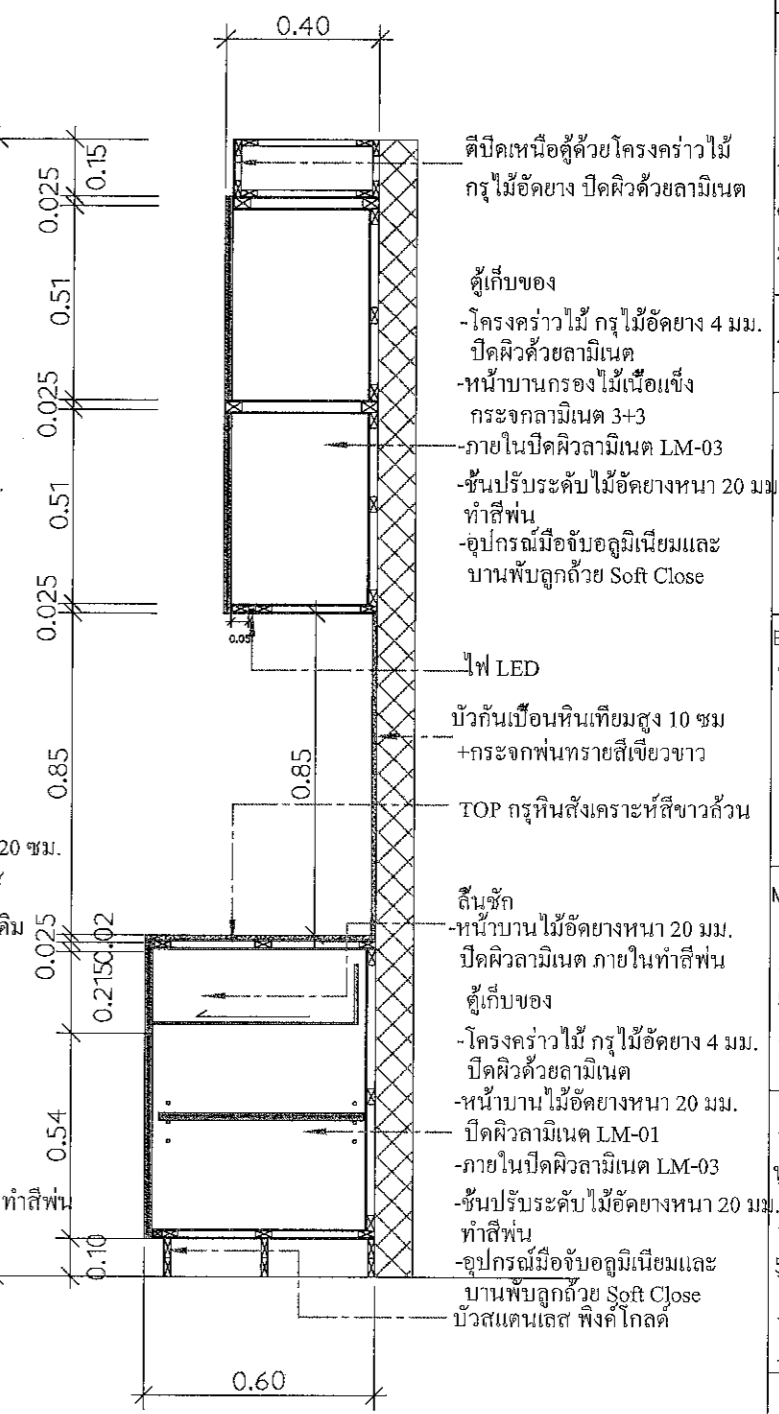 0.40
0.15
0.025
0.51
0.025
0.51
0.025
0.85
0.02
0.025
0.215
0.54
0.10
0.05
0.85
0.60
ตีปิดเหนือตู้ด้วยโครงคร่าวไม้
กรุไม้อัดยาง ปิดผิวด้วยลามิเนต
ตู้เก็บของ
-โครงคร่าวไม้ กรุไม้อัดยาง 4 มม.
ปิดผิวด้วยลามิเนต
-หน้าบานกรองไม้เนื้อแข็ง
กระจกลามิเนต 3+3
-ภายในปิดผิวลามิเนต LM-03
-ชั้นปรับระดับไม้อัดยางหนา 20 มม
ทำสีพ่น
-อุปกรณ์มือจับอลูมิเนียมและ
บานพับลูกถ้วย Soft Close
ไฟ LED
บัวกันเปื้อนหินเทียมสูง 10 ซม
+กระจกพ่นทรายสีเขียวขาว
TOP กรุหินสังเคราะห์สีขาวล้วน
ลิ้นชัก
-หน้าบานไม้อัดยางหนา 20 มม.
ปิดผิวลามิเนต ภายในทำสีพ่น
ตู้เก็บของ
-โครงคร่าวไม้ กรุไม้อัดยาง 4 มม.
ปิดผิวด้วยลามิเนต
-หน้าบานไม้อัดยางหนา 20 มม.
ปิดผิวลามิเนต LM-01
-ภายในปิดผิวลามิเนต LM-03
-ชั้นปรับระดับไม้อัดยางหนา 20 มม.
ทำสีพ่น
-อุปกรณ์มือจับอลูมิเนียมและ
บานพับลูกถ้วย Soft Close
บัวสแตนเลส พิงค์โกลด์
20 ซม.
ทำสีพ่น